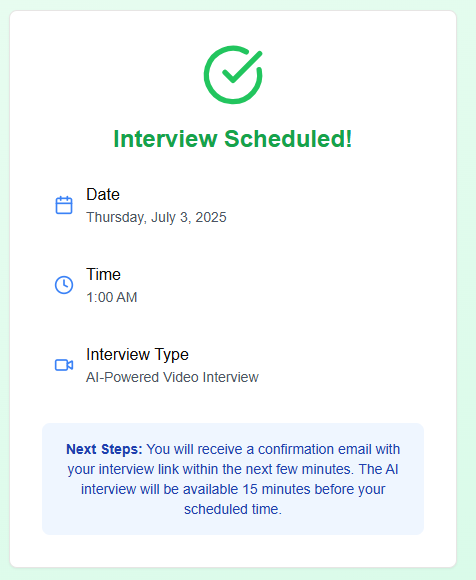 Interview Scheduled!
Date
Thursday, July 3, 2025
Time
1:00 AM
Interview Type
AI-Powered Video Interview
Next Steps: You will receive a confirmation email with
your interview link within the next few minutes. The AI
interview will be available 15 minutes before your
scheduled time.